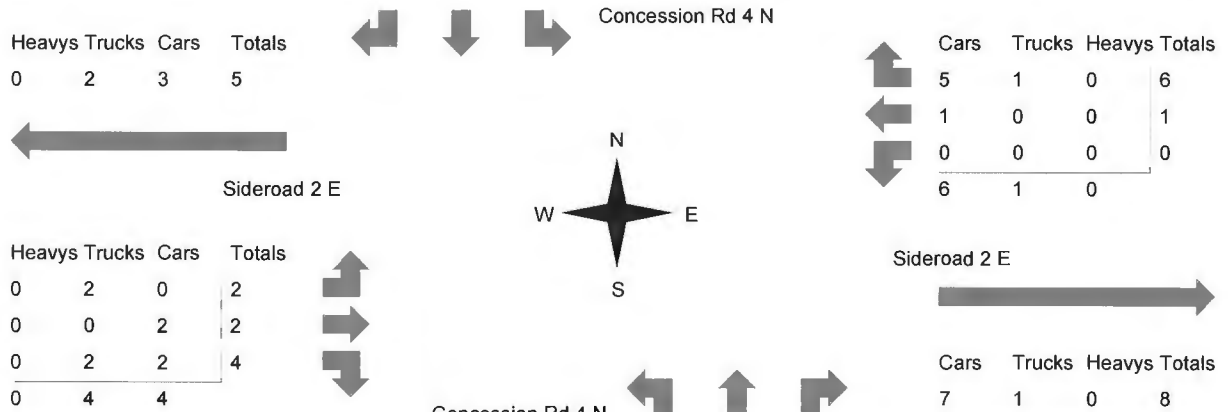 Concession Rd 4 N
Heavys Trucks Cars Totals
0 2 3 5
Sideroad 2 E
Heavys Trucks Cars Totals
0 2 0 2
0 0 2 2
0 2 2 4
0 4 4
N
W E
S
Cars Trucks Heavys Totals
5 1 0 6
1 0 0 1
0 0 0 0
6 1 0
Sideroad 2 E
Cars Trucks Heavys Totals
7 1 0 8
Concession Rd 4 N